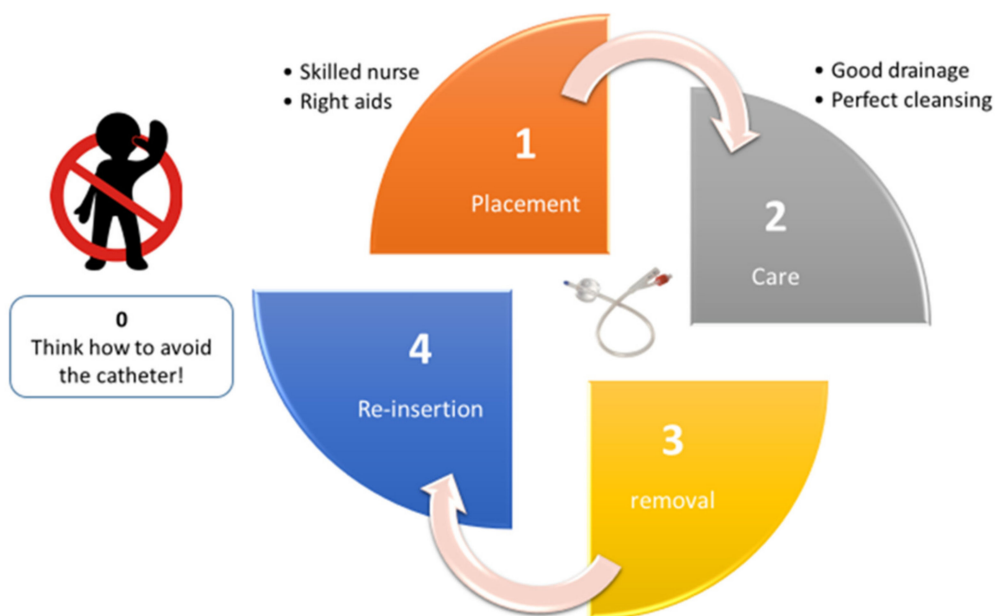 • Skilled nurse
• Right aids
1
Placement
• Good drainage
• Perfect cleansing
2
Care
0
Think how to avoid
the catheter!
4
Re-insertion
3
removal